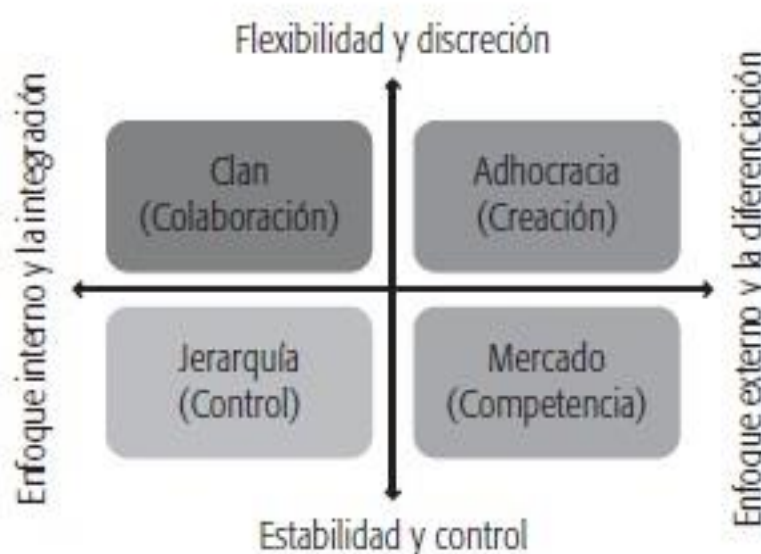 Flexibilidad y discreción
Enfoque interno y la integración
Clan
(Colaboración)
Adhocracia
(Creación)
Enfoque externo y la diferenciación
Jerarquía
(Control)
Mercado
(Competencia)
Estabilidad y control